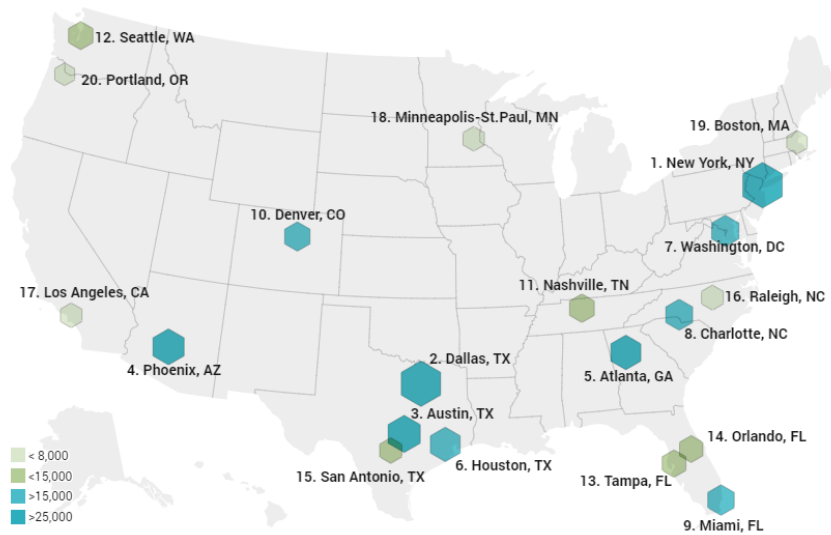 12. Seattle, WA
20. Portland, OR
18. Minneapolis-St.Paul, MN
19. Boston, MA
1. New York, NY
10. Denver, CO
7. Washington, DC
11. Nashville, TN
17. Los Angeles, CA
16. Raleigh, NC
8. Charlotte, NC
4. Phoenix, AZ
2. Dallas, TX
5. Atlanta, GA
3. Austin, TX
14. Orlando, FL
15. San Antonio, TX
6. Houston, TX
13. Tampa, FL
9. Miami, FL
< 8,000
<15,000
>15,000
>25,000